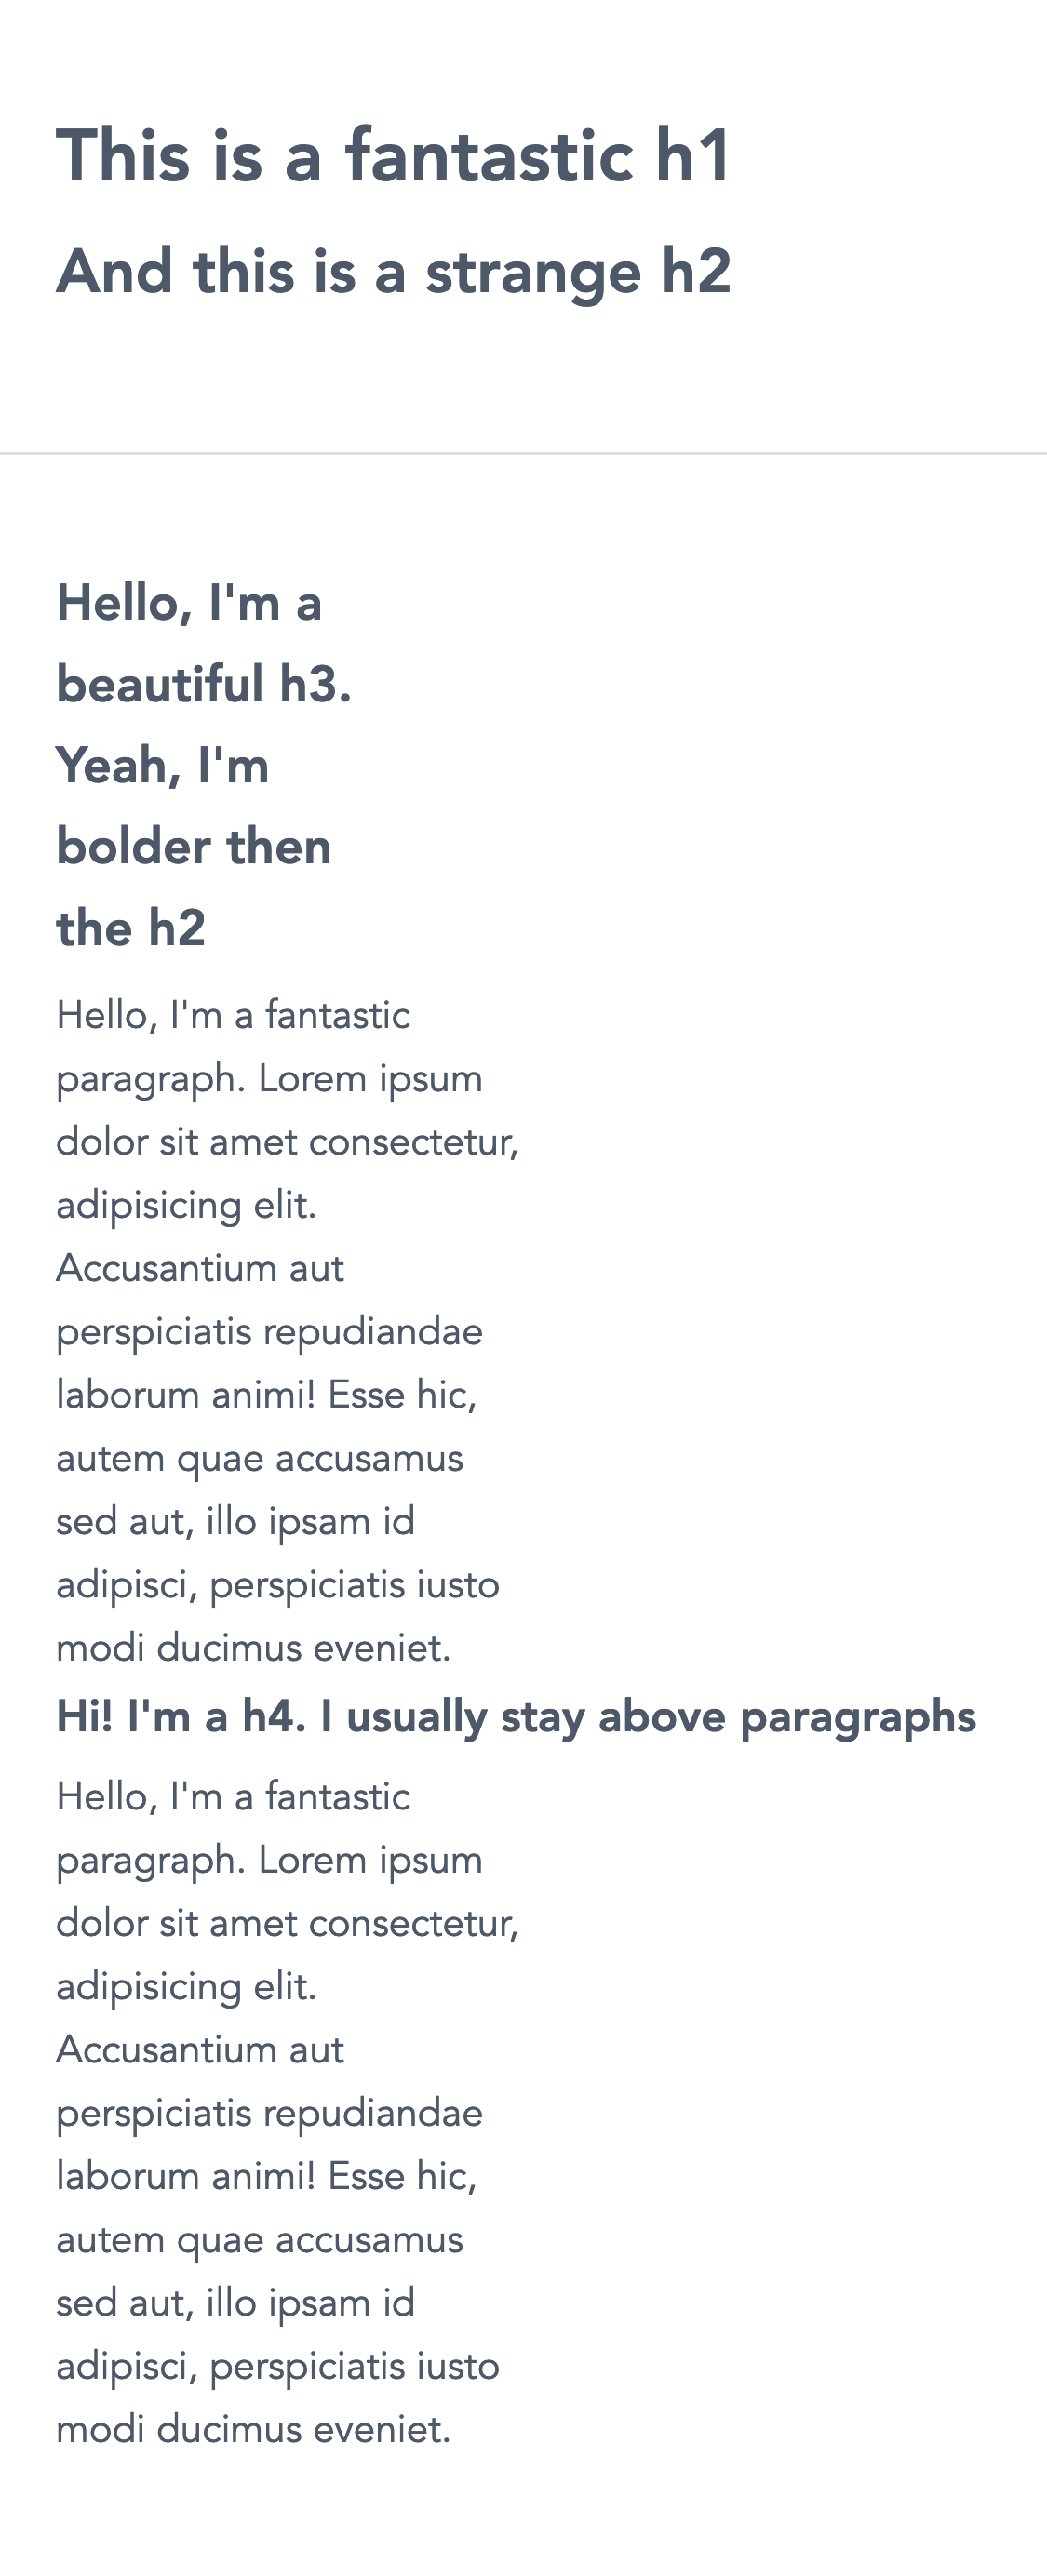 This is a fantastic h1
And this is a strange h2
Hello, I'm a
beautiful h3.
Yeah, I'm
bolder then
the h2
Hello, I'm a fantastic
paragraph. Lorem ipsum
dolor sit amet consectetur,
adipisicing elit.
Accusantium aut
perspiciatis repudiandae
laborum animi! Esse hic,
autem quae accusamus
sed aut, illo ipsam id
adipisci, perspiciatis iusto
modi ducimus eveniet.
Hi! I'm a h4. I usually stay above paragraphs
Hello, I'm a fantastic
paragraph. Lorem ipsum
dolor sit amet consectetur,
adipisicing elit.
Accusantium aut
perspiciatis repudiandae
laborum animi! Esse hic,
autem quae accusamus
sed aut, illo ipsam id
adipisci, perspiciatis iusto
modi ducimus eveniet.